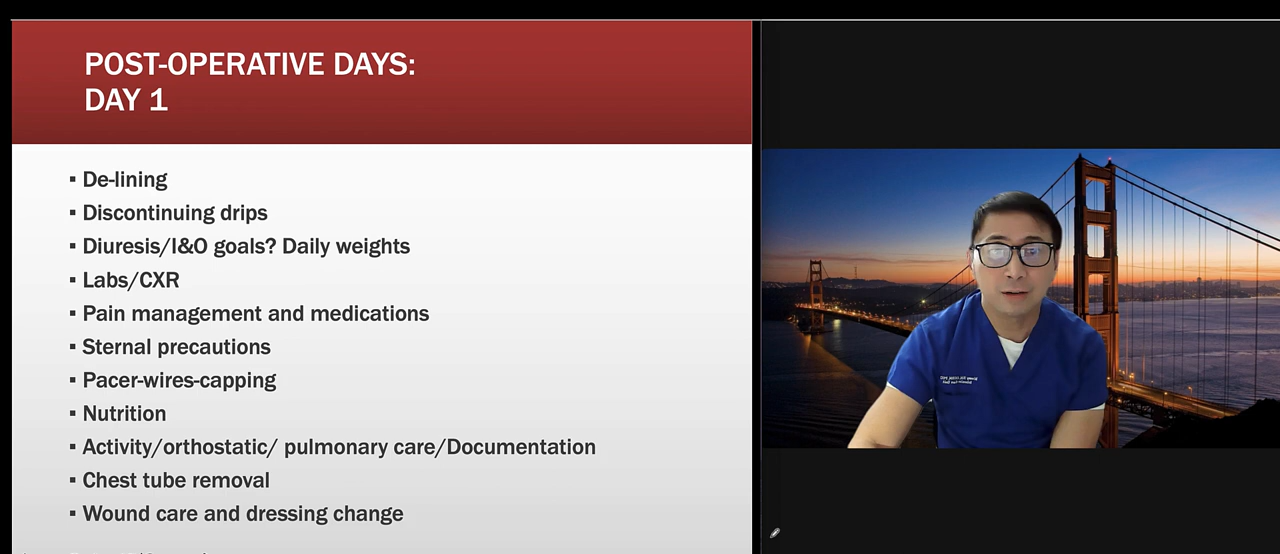 POST-OPERATIVE DAYS:
DAY 1
▪ De-lining
▪ Discontinuing drips
▪ Diuresis/I&O goals? Daily weights
▪ Labs/CXR
▪ Pain management and medications
▪ Sternal precautions
▪ Pacer-wires-capping
▪ Nutrition
▪ Activity/orthostatic/ pulmonary care/Documentation
▪ Chest tube removal
▪ Wound care and dressing change